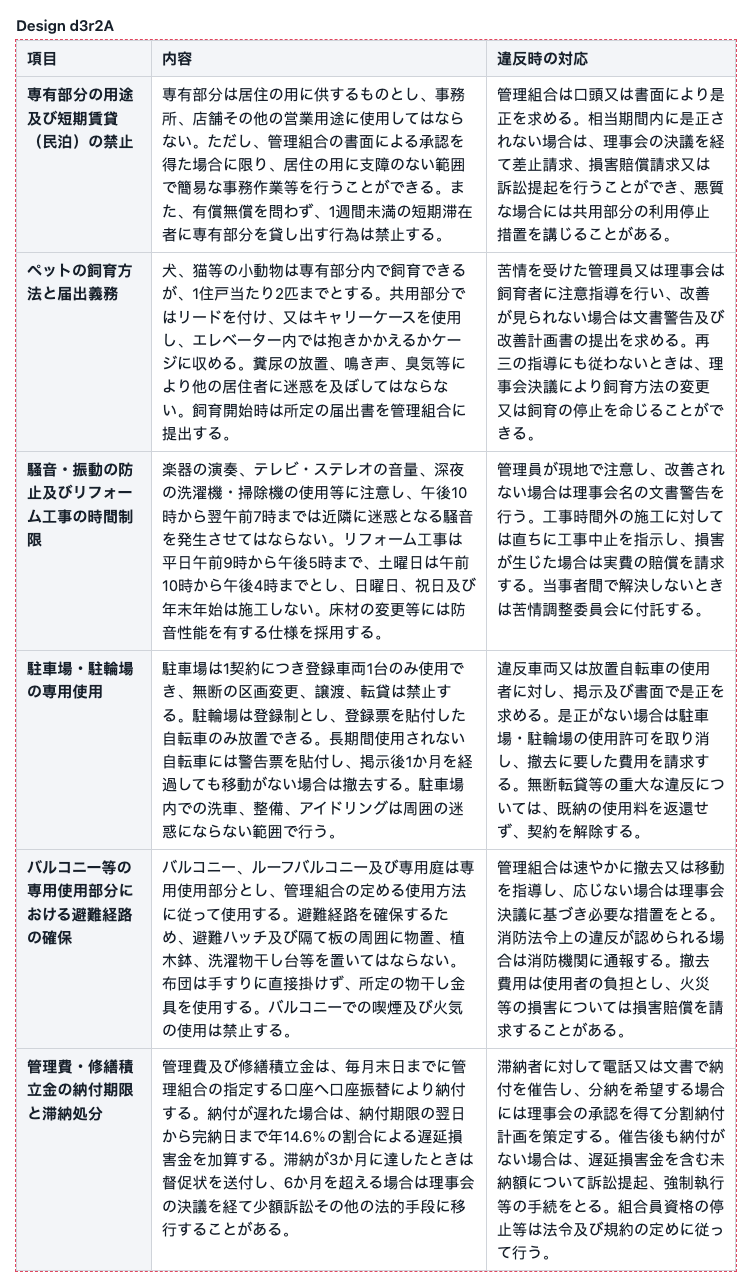 Design d3r2A
項目
内容
違反時の対応
専有部分の用途
及び短期賃貸
（民泊）の禁止
専有部分は居住の用に供するものとし、事務
所、店舗その他の営業用途に使用してはなら
ない。ただし、管理組合の書面による承認を
得た場合に限り、居住の用に支障のない範囲
で簡易な事務作業等を行うことができる。ま
た、有償無償を問わず、1週間未満の短期滞在
者に専有部分を貸し出す行為は禁止する。
管理組合は口頭又は書面により是
正を求める。相当期間内に是正さ
れない場合は、理事会の決議を経
て差止請求、損害賠償請求又は
訴訟提起を行うことができ、悪質
な場合には共用部分の利用停止
措置を講じることがある。
ペットの飼育方
法と届出義務
犬、猫等の小動物は専有部分内で飼育できる
が、1住戸当たり2匹までとする。共用部分で
はリードを付け、又はキャリーケースを使用
し、エレベーター内では抱きかかえるかケー
ジに収める。糞尿の放置、鳴き声、臭気等に
より他の居住者に迷惑を及ぼしてはならな
い。飼育開始時は所定の届出書を管理組合に
提出する。
苦情を受けた管理員又は理事会は
飼育者に注意指導を行い、改善
が見られない場合は文書警告及び
改善計画書の提出を求める。再
三の指導にも従わないときは、理
事会決議により飼育方法の変更
又は飼育の停止を命じることがで
きる。
騒音・振動の防
止及びリフォー
ム工事の時間制
限
楽器の演奏、テレビ・ステレオの音量、深夜
の洗濯機・掃除機の使用等に注意し、午後10
時から翌午前7時までは近隣に迷惑となる騒音
を発生させてはならない。リフォーム工事は
平日午前9時から午後5時まで、土曜日は午前
10時から午後4時までとし、日曜日、祝日及び
年末年始は施工しない。床材の変更等には防
音性能を有する仕様を採用する。
管理員が現地で注意し、改善され
ない場合は理事会名の文書警告を
行う。工事時間外の施工に対して
は直ちに工事中止を指示し、損害
が生じた場合は実費の賠償を請求
する。当事者間で解決しないとき
は苦情調整委員会に付託する。
駐車場・駐輪場
の専用使用
駐車場は1契約につき登録車両1台のみ使用で
き、無断の区画変更、譲渡、転貸は禁止す
る。駐輪場は登録制とし、登録票を貼付した
自転車のみ放置できる。長期間使用されない
自転車には警告票を貼付し、掲示後1か月を経
過しても移動がない場合は撤去する。駐車場
内での洗車、整備、アイドリングは周囲の迷
惑にならない範囲で行う。
違反車両又は放置自転車の使用
者に対し、掲示及び書面で是正を
求める。是正がない場合は駐車
場・駐輪場の使用許可を取り消
し、撤去に要した費用を請求す
る。無断転貸等の重大な違反につ
いては、既納の使用料を返還せ
ず、契約を解除する。
バルコニー等の
専用使用部分に
おける避難経路
の確保
バルコニー、ルーフバルコニー及び専用庭は専
用使用部分とし、管理組合の定める使用方法
に従って使用する。避難経路を確保するた
め、避難ハッチ及び隔て板の周囲に物置、植
木鉢、洗濯物干し台等を置いてはならない。
布団は手すりに直接掛けず、所定の物干し金
具を使用する。バルコニーでの喫煙及び火気
の使用は禁止する。
管理組合は速やかに撤去又は移動
を指導し、応じない場合は理事会
決議に基づき必要な措置をとる。
消防法令上の違反が認められる場
合は消防機関に通報する。撤去
費用は使用者の負担とし、火災
等の損害については損害賠償を請
求することがある。
管理費・修繕積
立金の納付期限
と滞納処分
管理費及び修繕積立金は、毎月末日までに管
理組合の指定する口座へ口座振替により納付
する。納付が遅れた場合は、納付期限の翌日
から完納日まで年14.6%の割合による遅延損
害金を加算する。滞納が3か月に達したときは
督促状を送付し、6か月を超える場合は理事会
の決議を経て少額訴訟その他の法的手段に移
行することがある。
滞納者に対して電話又は文書で納
付を催告し、分納を希望する場合
には理事会の承認を得て分割納付
計画を策定する。催告後も納付が
ない場合は、遅延損害金を含む未
納額について訴訟提起、強制執行
等の手続をとる。組合員資格の停
止等は法令及び規約の定めに従っ
て行う。